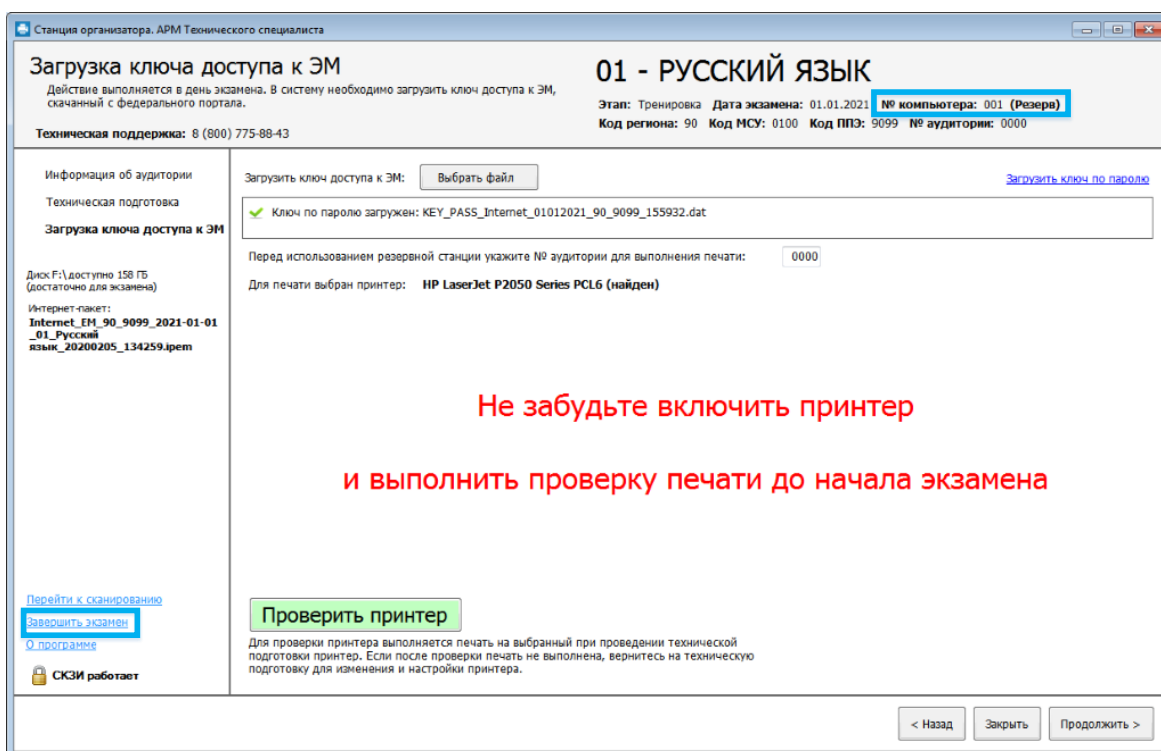 Станция организатора. АРМ Технического специалиста
Загрузка ключа доступа к ЭМ
Действие выполняется в день экзамена. В систему необходимо загрузить ключ доступа к ЭМ,
скачанный с федерального портала.
Техническая поддержка: 8 (800) 775-88-43
01 - РУССКИЙ ЯЗЫК
Этап: Тренировка Дата экзамена: 01.01.2021 № компьютера: 001 (Резерв)
Код региона: 90 Код МСУ: 0100 Код ППЭ: 9099 № аудитории: 0000
Информация об аудитории
Техническая подготовка
Загрузка ключа доступа к ЭМ
Диск F:\ доступно 158 ГБ
(достаточно для экзамена)
Интернет-пакет:
Internet_EM_90_9099_2021-01-01
_01_Русский
язык_20200205_134259.ipem
Перейти к сканированию
Завершить экзамен
О программе
СКЗИ работает
Загрузить ключ доступа к ЭМ: Выбрать файл Загрузить ключ по паролю
Ключ по паролю загружен: KEY_PASS_Internet_01012021_90_9099_155932.dat
Перед использованием резервной станции укажите № аудитории для выполнения печати: 0000
Для печати выбран принтер: HP LaserJet P2050 Series PCL6 (найден)
Не забудьте включить принтер
и выполнить проверку печати до начала экзамена
Проверить принтер
Для проверки принтера выполняется печать на выбранный при проведении технической
подготовки принтер. Если после проверки печать не выполнена, вернитесь на техническую
подготовку для изменения и настройки принтера.
< Назад Закрыть Продолжить >